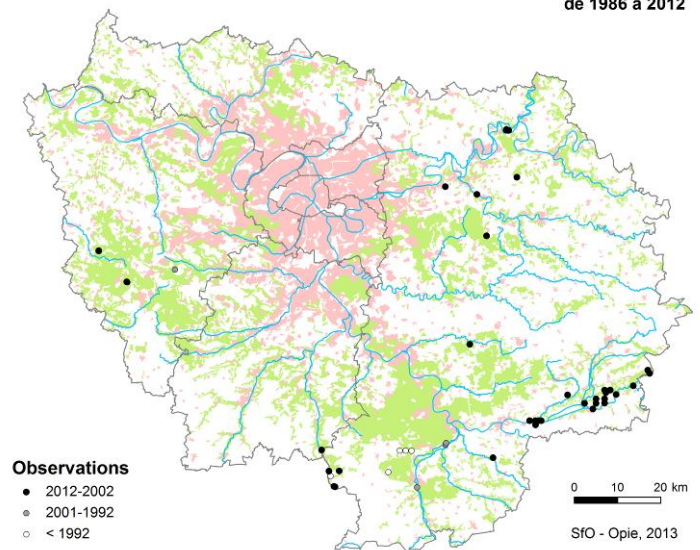 de 1986 à 2012
Observations
2012-2002
2001-1992
< 1992
0 10 20 km
SfO - Opie, 2013